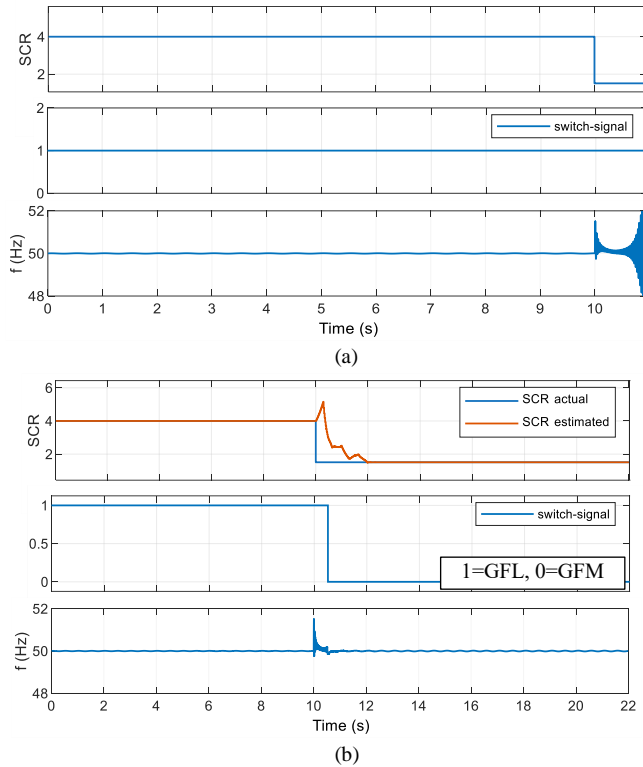 4
SCR
2
2
switch-signal
1
0
52
f (Hz)
50
48
0 1 2 3 4 5 6 7 8 9 10
Time (s)
(a)
6
SCR actual
SCR estimated
SCR
4
2
1
switch-signal
0.5
1=GFL, 0=GFM
0
52
f (Hz)
50
48
0 2 4 6 8 10 12 14 16 18 20 22
Time (s)
(b)